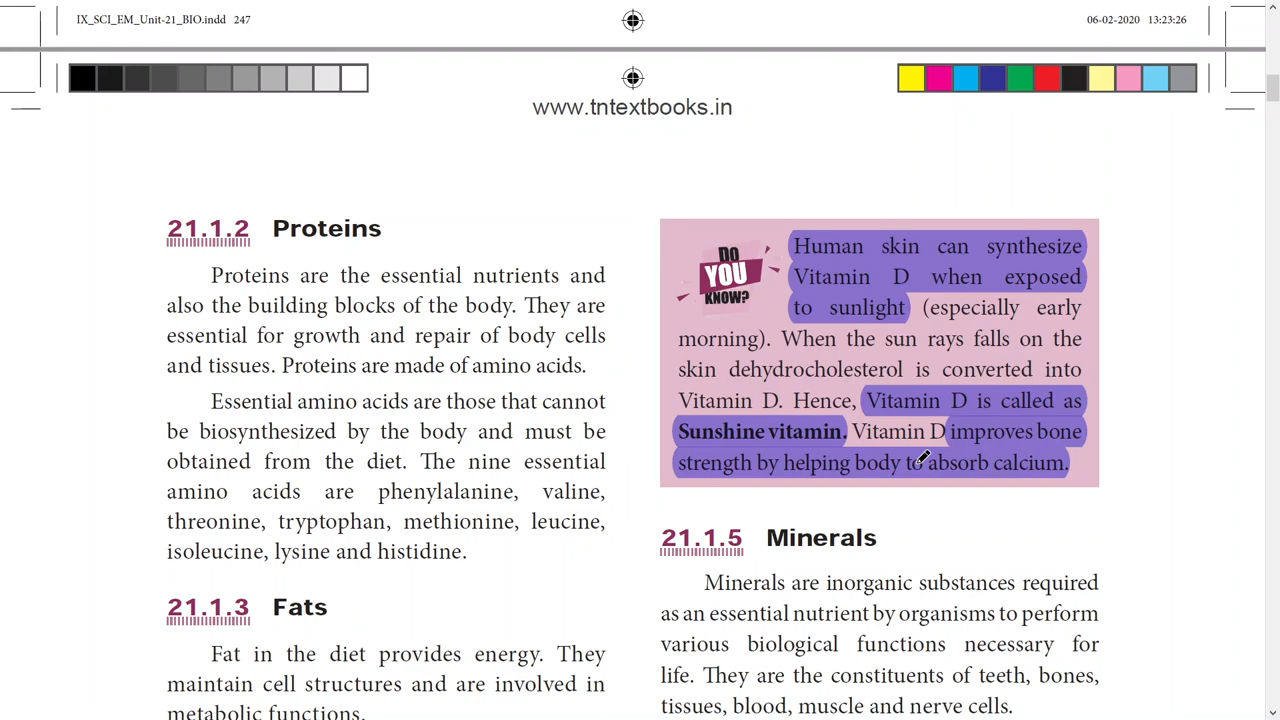 IX_SCI_EM_Unit-21_BIO.indd 247
06-02-2020 13:23:26
www.tntextbooks.in
21.1.2 Proteins
Proteins are the essential nutrients and
also the building blocks of the body. They are
essential for growth and repair of body cells
and tissues. Proteins are made of amino acids.
Essential amino acids are those that cannot
be biosynthesized by the body and must be
obtained from the diet. The nine essential
amino acids are phenylalanine, valine,
threonine, tryptophan, methionine, leucine,
isoleucine, lysine and histidine.
21.1.3 Fats
Fat in the diet provides energy. They
maintain cell structures and are involved in
metabolic functions.
DO
YOU
KNOW?
Human skin can synthesize
Vitamin D when exposed
to sunlight (especially early
morning). When the sun rays falls on the
skin dehydrocholesterol is converted into
Vitamin D. Hence, Vitamin D is called as
Sunshine vitamin. Vitamin D improves bone
strength by helping body to absorb calcium.
21.1.5 Minerals
Minerals are inorganic substances required
as an essential nutrient by organisms to perform
various biological functions necessary for
life. They are the constituents of teeth, bones,
tissues, blood, muscle and nerve cells.